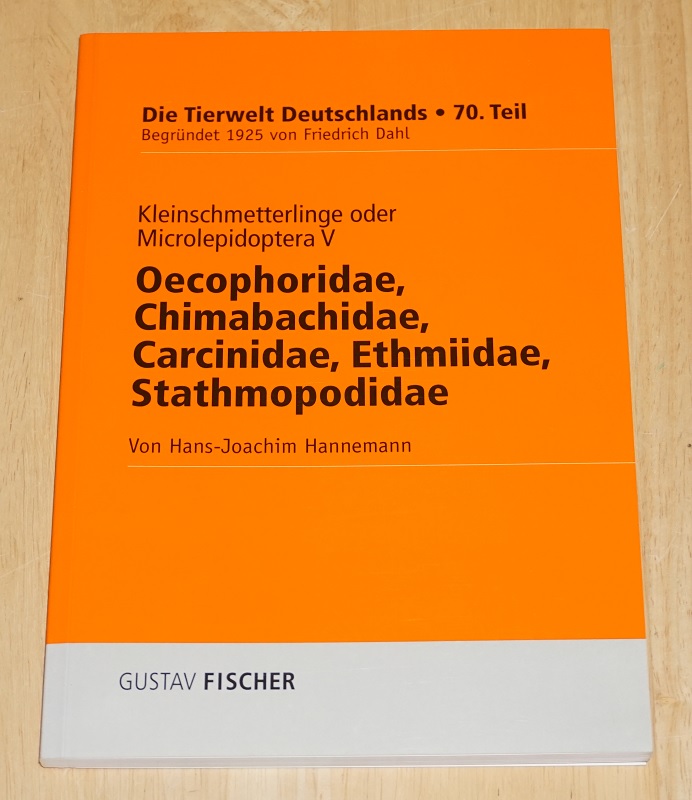 Die Tierwelt Deutschlands • 70. Teil
Begründet 1925 von Friedrich Dahl
Kleinschmetterlinge oder
Microlepidoptera V
Oecophoridae,
Chimabachidae,
Carcinidae, Ethmiidae,
Stathmopodidae
Von Hans-Joachim Hannemann
GUSTAV FISCHER